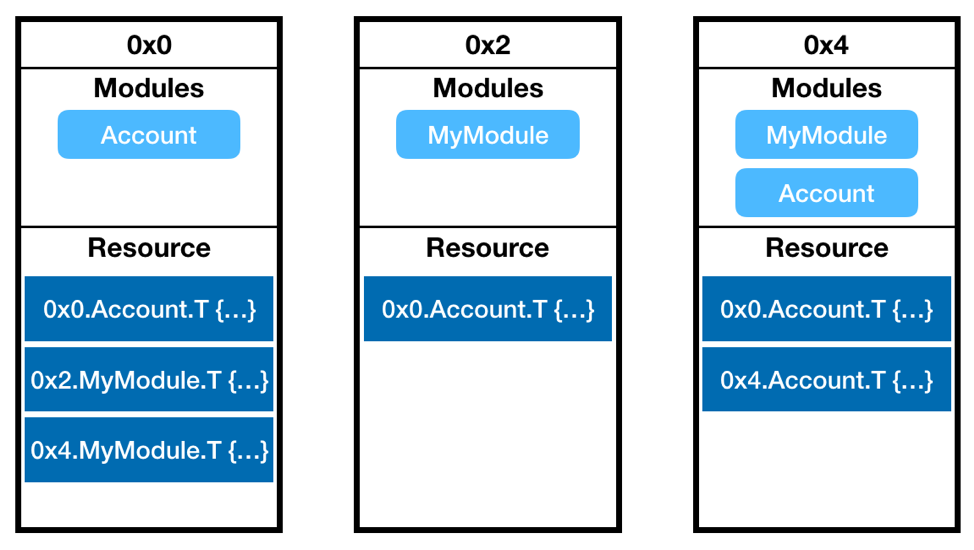 0x0
Modules
Account
Resource
0x0.Account.T {...}
0x2.MyModule.T {...}
0x4.MyModule.T {...}
0x2
Modules
MyModule
Resource
0x0.Account.T {...}
0x4
Modules
MyModule
Account
Resource
0x0.Account.T {...}
0x4.Account.T {...}